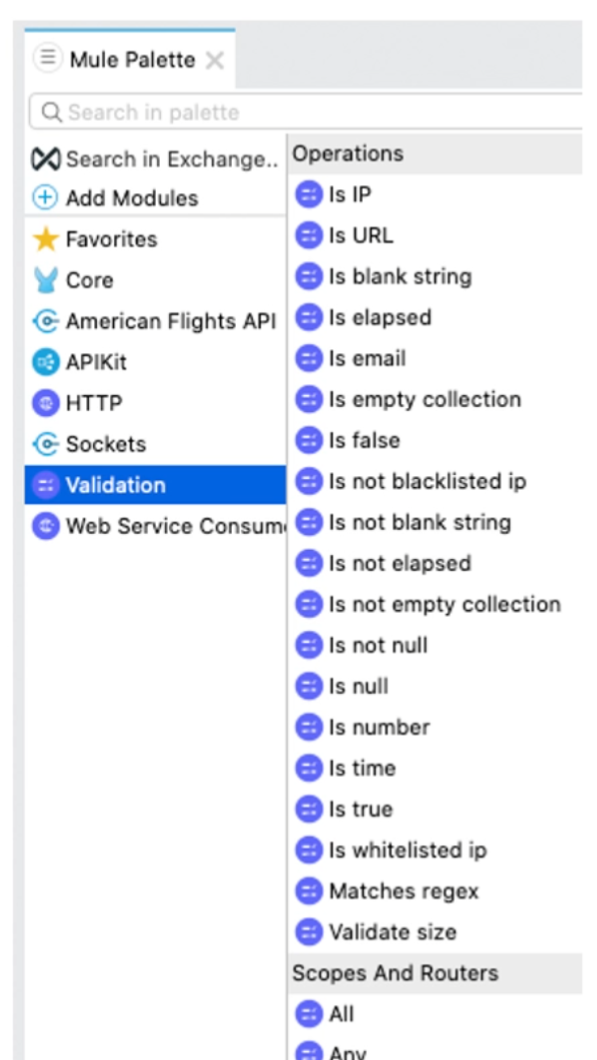 Mule Palette
Search in palette
Search in Exchange..
Add Modules
Favorites
Core
American Flights API
APIKit
HTTP
Sockets
Validation
Web Service Consum
Operations
Is IP
Is URL
Is blank string
Is elapsed
Is email
Is empty collection
Is false
Is not blacklisted ip
Is not blank string
Is not elapsed
Is not empty collection
Is not null
Is null
Is number
Is time
Is true
Is whitelisted ip
Matches regex
Validate size
Scopes And Routers
All
Any